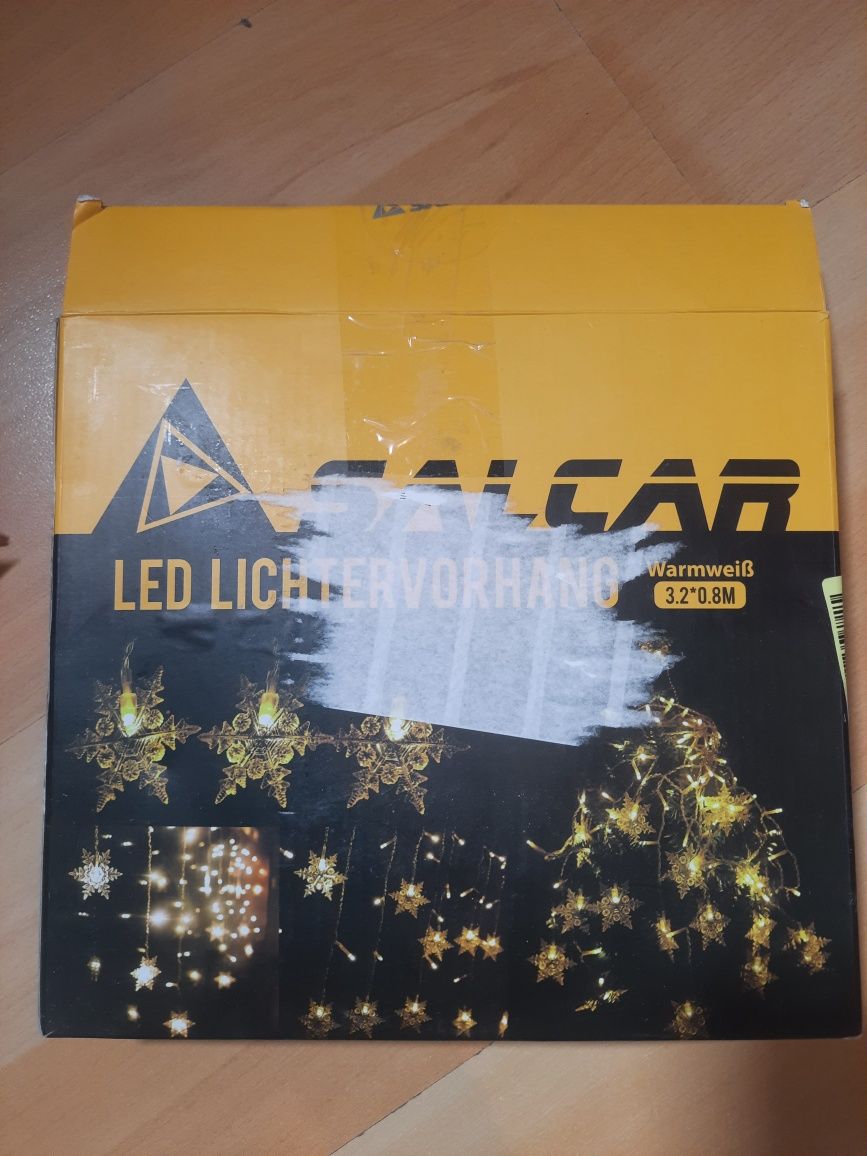 SALCAR
LED LICHTERVORHANG
Warmweiß
3.2*0.8M